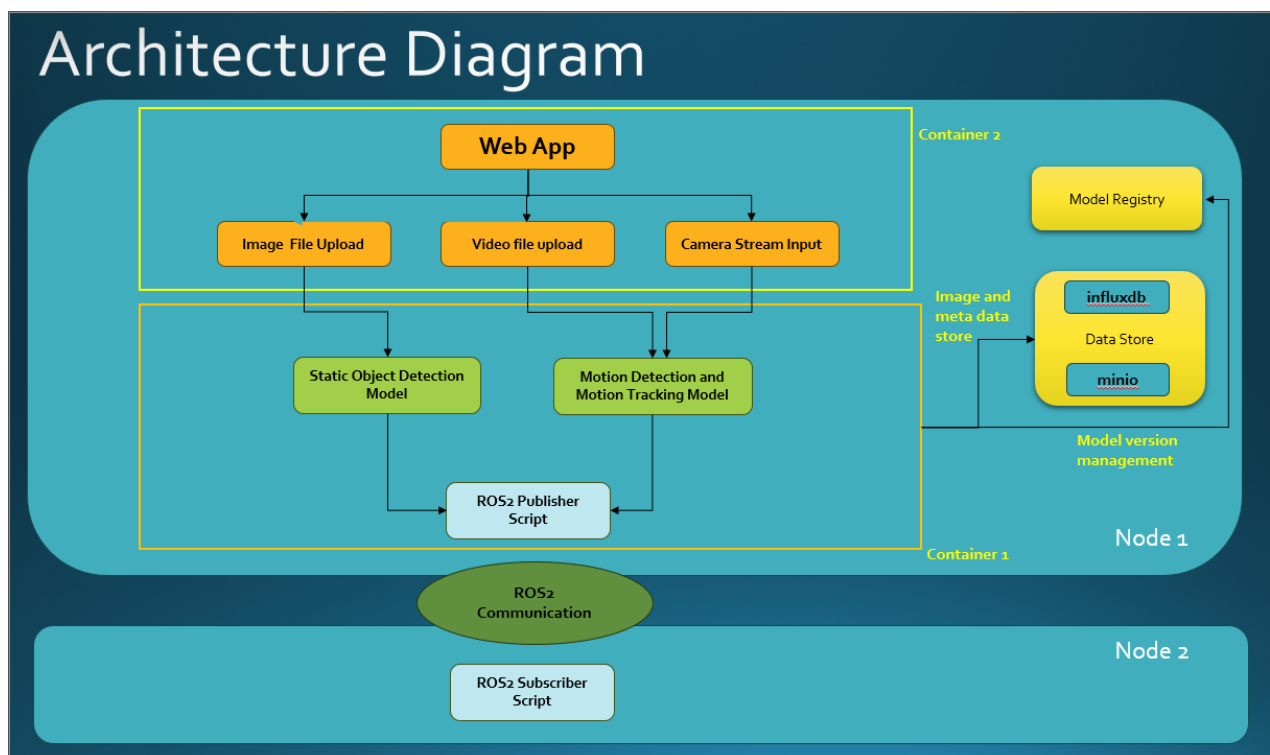 Architecture Diagram
Container 2
Web App
Model Registry
Image File Upload
Video file upload
Camera Stream Input
Image and
meta data
store
influxdb
Data Store
minio
Static Object Detection
Model
Motion Detection and
Motion Tracking Model
Model version
management
ROS2 Publisher
Script
Node 1
Container 1
ROS2
Communication
Node 2
ROS2 Subscriber
Script